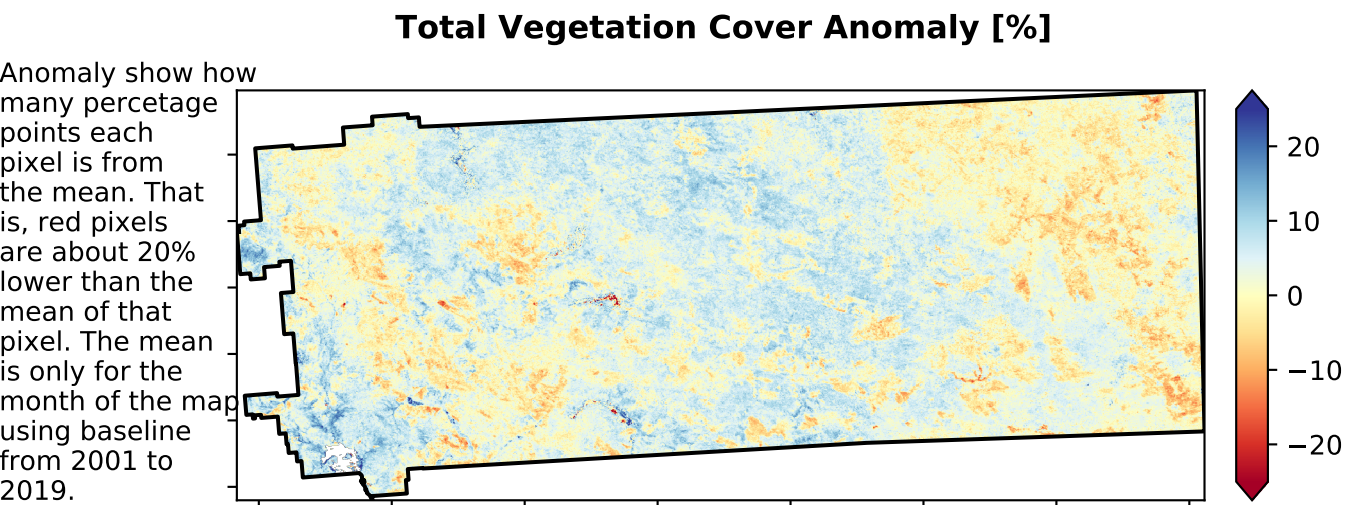 Total Vegetation Cover Anomaly [%]
Anomaly show how
many percetage
points each
pixel is from
the mean. That
is, red pixels
are about 20%
lower than the
mean of that
pixel. The mean
is only for the
month of the map
using baseline
from 2001 to
2019.
20
10
0
−10
−20